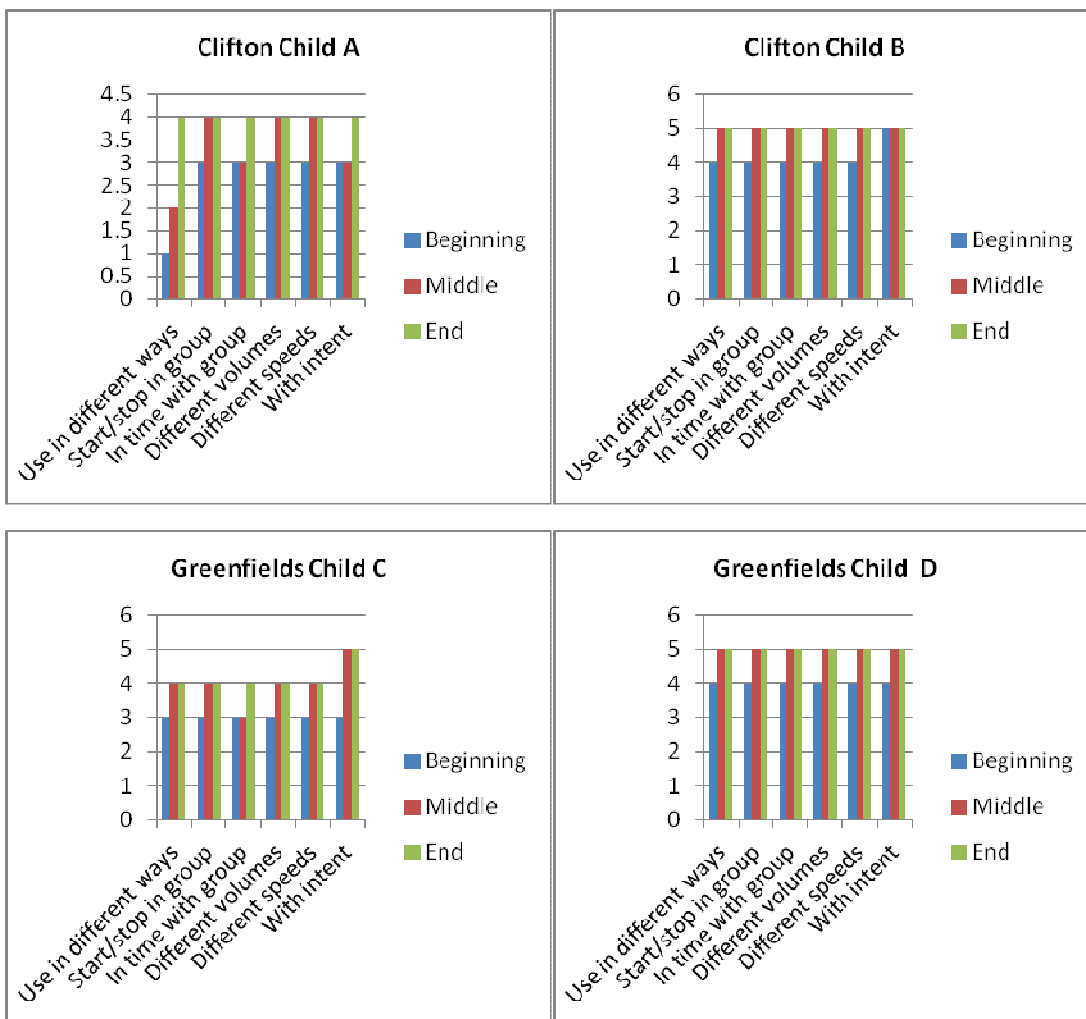 Clifton Child A
4.5
4
3.5
3
2.5
2
1.5
1
0.5
0
Use in different ways
Start/stop in group
In time with group
Different volumes
Different speeds
With intent
Beginning
Middle
End
Clifton Child B
6
5
4
3
2
1
0
Use in different ways
Start/stop in group
In time with group
Different volumes
Different speeds
With intent
Beginning
Middle
End
Greenfields Child C
6
5
4
3
2
1
0
Use in different ways
Start/stop in group
In time with group
Different volumes
Different speeds
With intent
Beginning
Middle
End
Greenfields Child D
6
5
4
3
2
1
0
Use in different ways
Start/stop in group
In time with group
Different volumes
Different speeds
With intent
Beginning
Middle
End